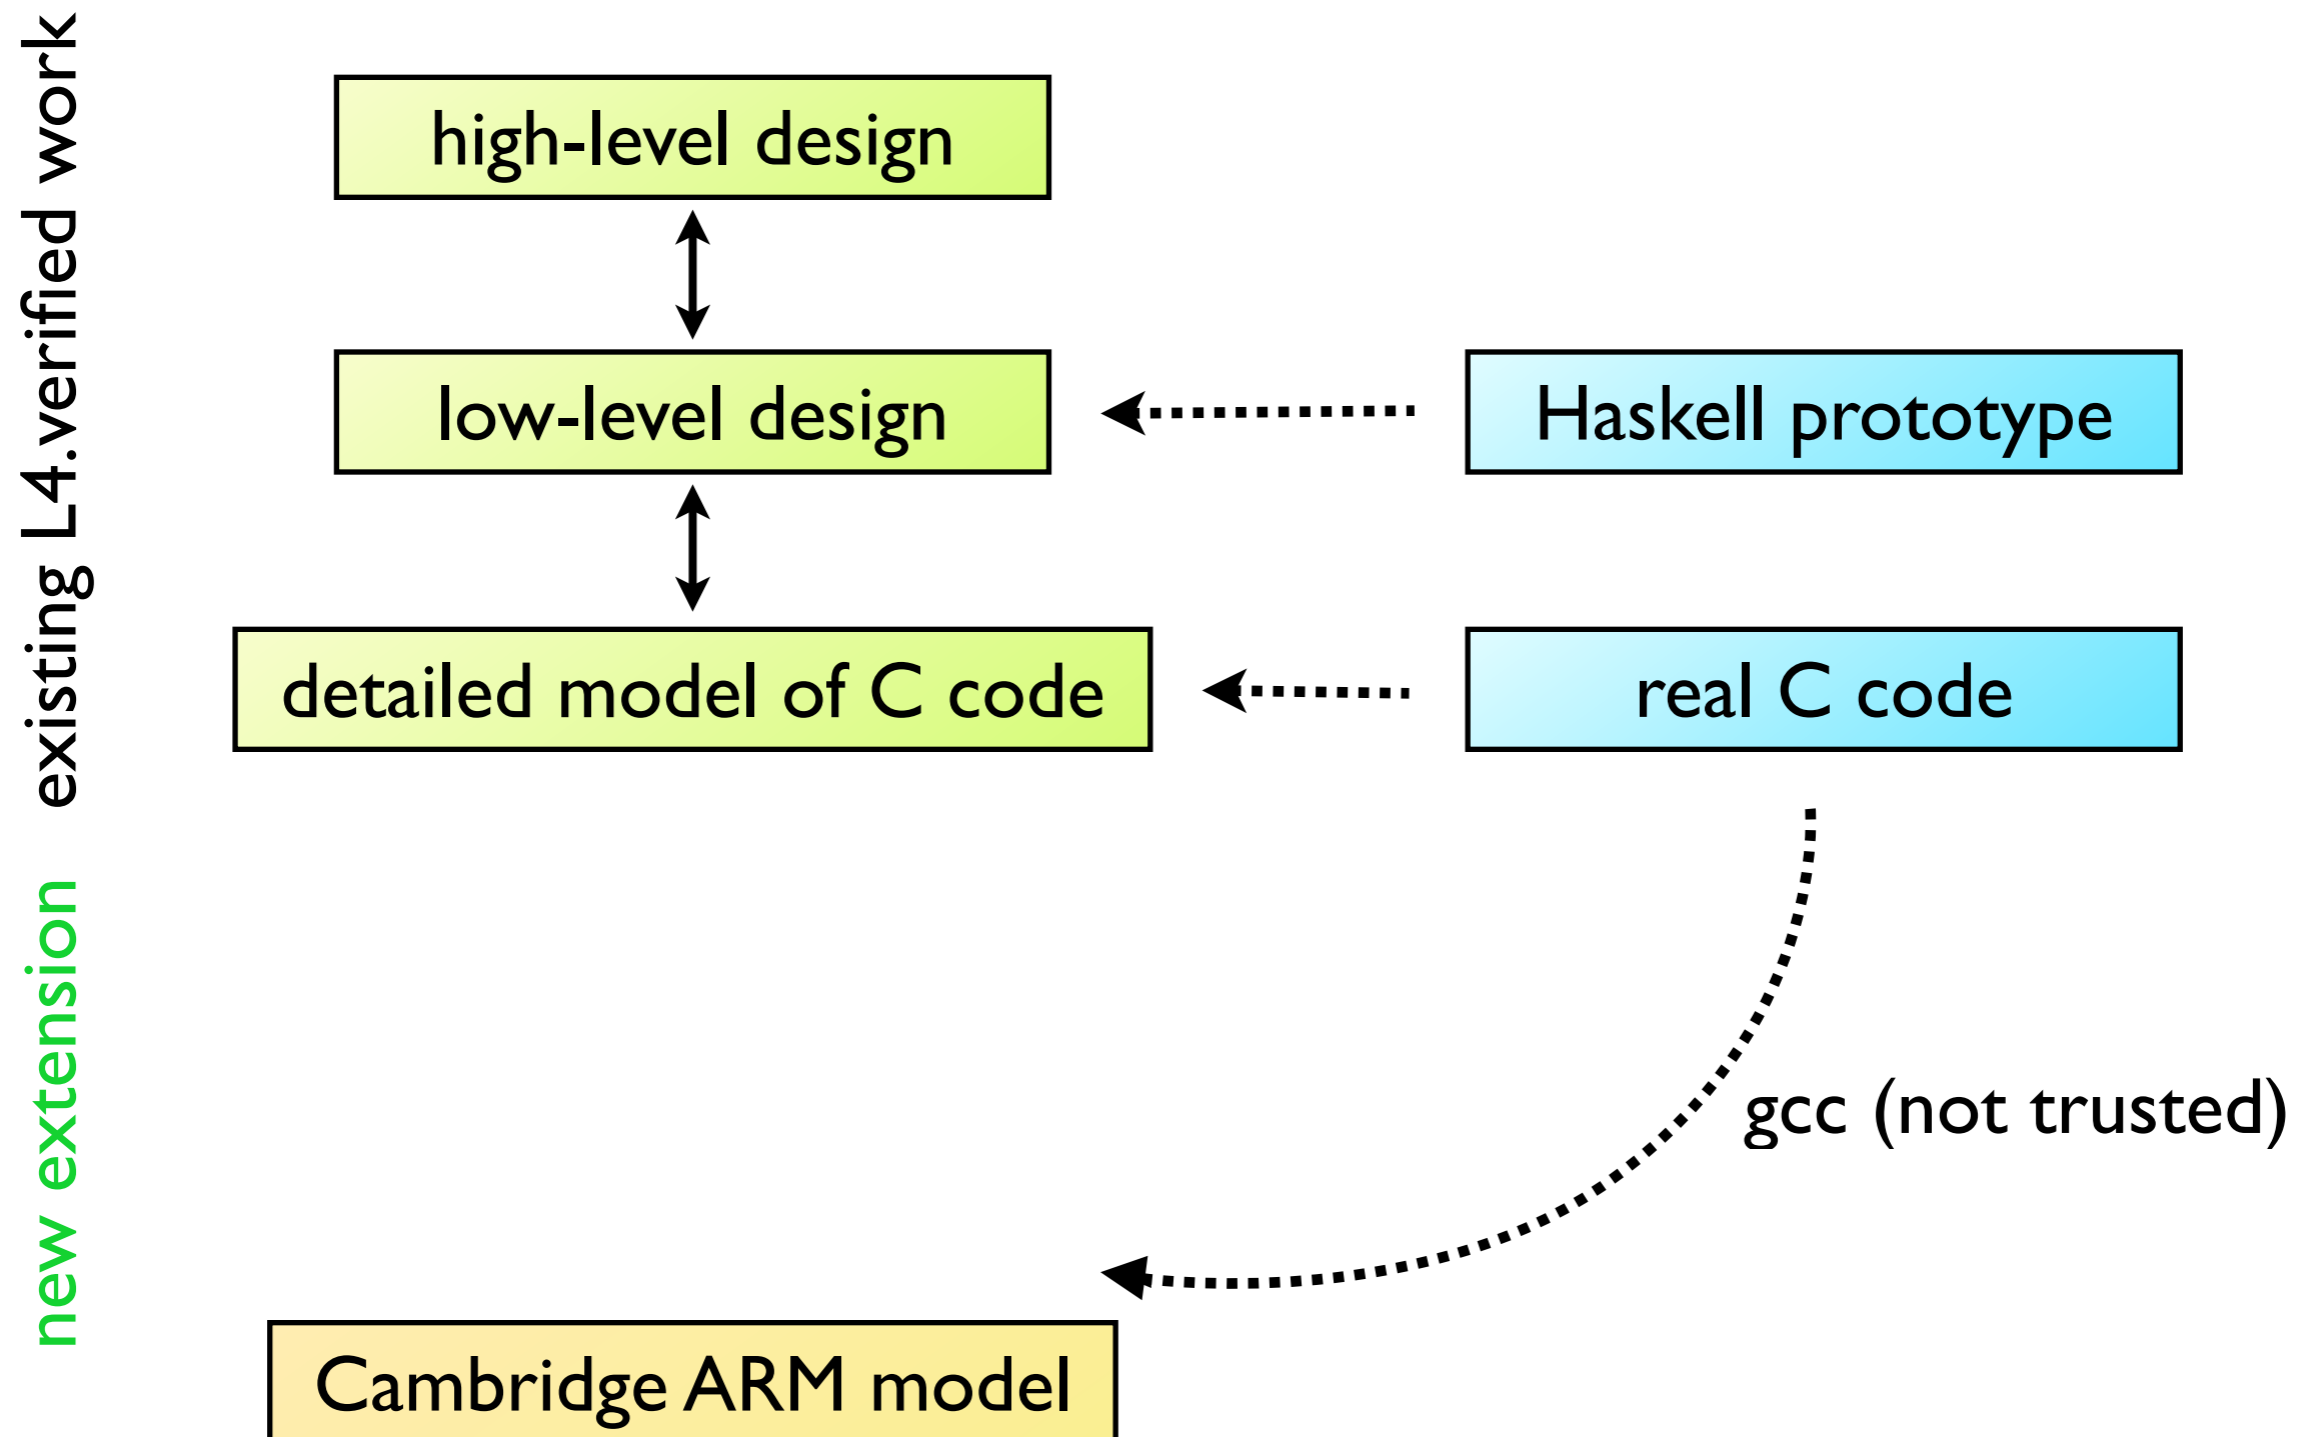 existing L4.verified work
high-level design
low-level design
Haskell prototype
detailed model of C code
real C code
new extension
gcc (not trusted)
Cambridge ARM model